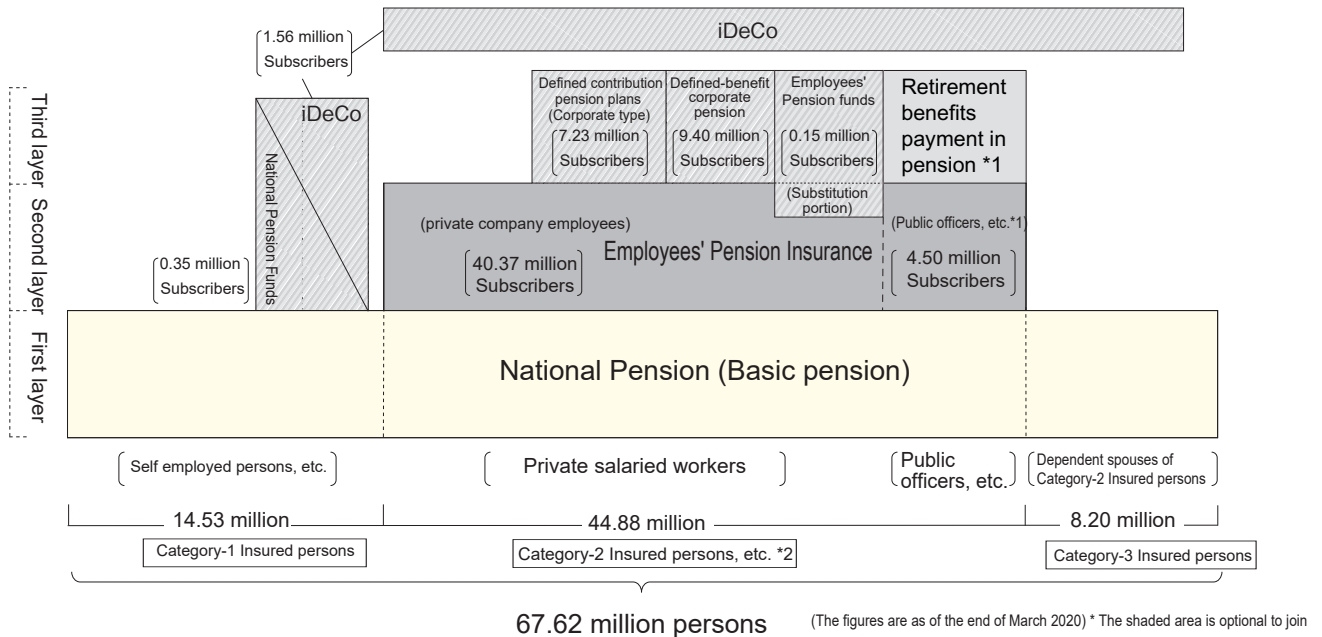 iDeCo
1.56 million
Subscribers
Third layer
Second layer
First layer
iDeCo
National Pension Funds
0.35 million
Subscribers
Defined contribution
pension plans
(Corporate type)
7.23 million
Subscribers
Defined-benefit
corporate
pension
9.40 million
Subscribers
Employees'
Pension funds
0.15 million
Subscribers
(Substitution
portion)
Retirement
benefits
payment in
pension *1
(private company employees)
40.37 million
Subscribers
Employees' Pension Insurance
(Public officers, etc.*1)
4.50 million
Subscribers
National Pension (Basic pension)
Self employed persons, etc.
Private salaried workers
Public
officers, etc.
Dependent spouses of
Category-2 Insured persons
14.53 million
44.88 million
8.20 million
Category-1 Insured persons
Category-2 Insured persons, etc. *2
Category-3 Insured persons
67.62 million persons
(The figures are as of the end of March 2020) * The shaded area is optional to join